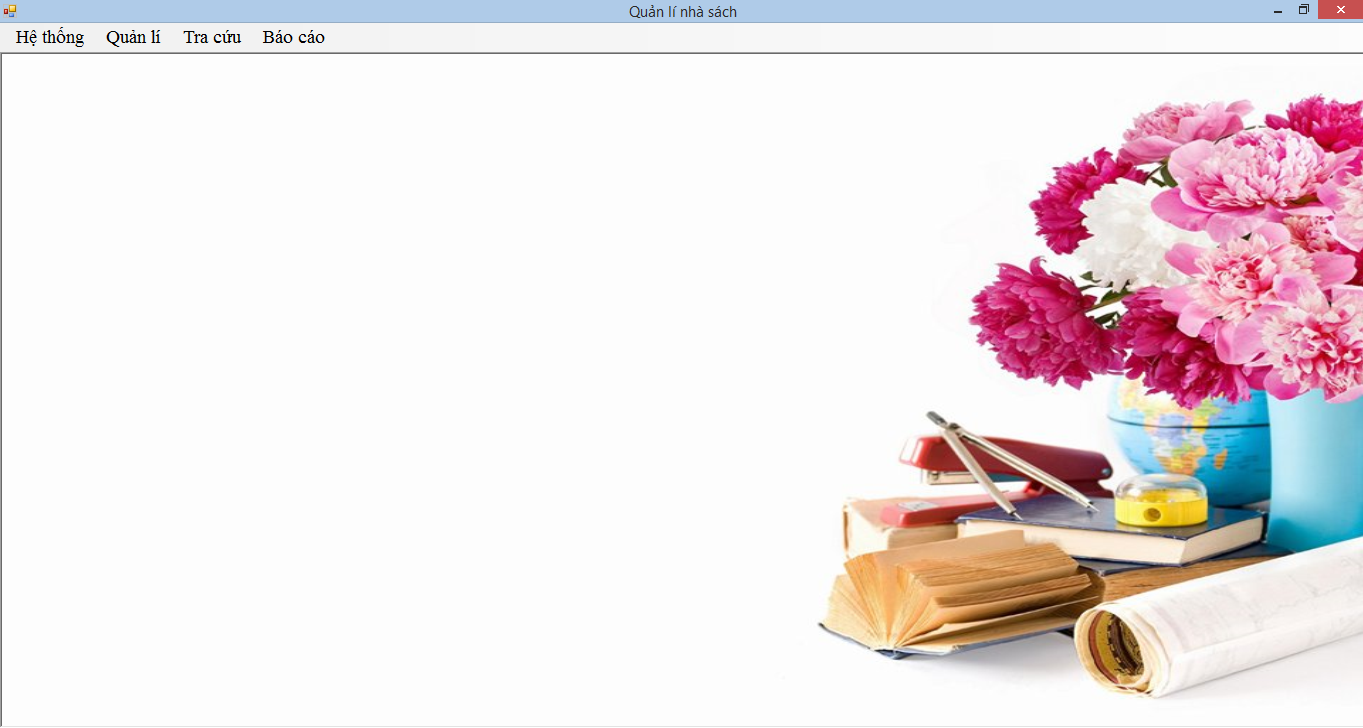 Quản lí nhà sách
Hệ thống Quản lí Tra cứu Báo cáo